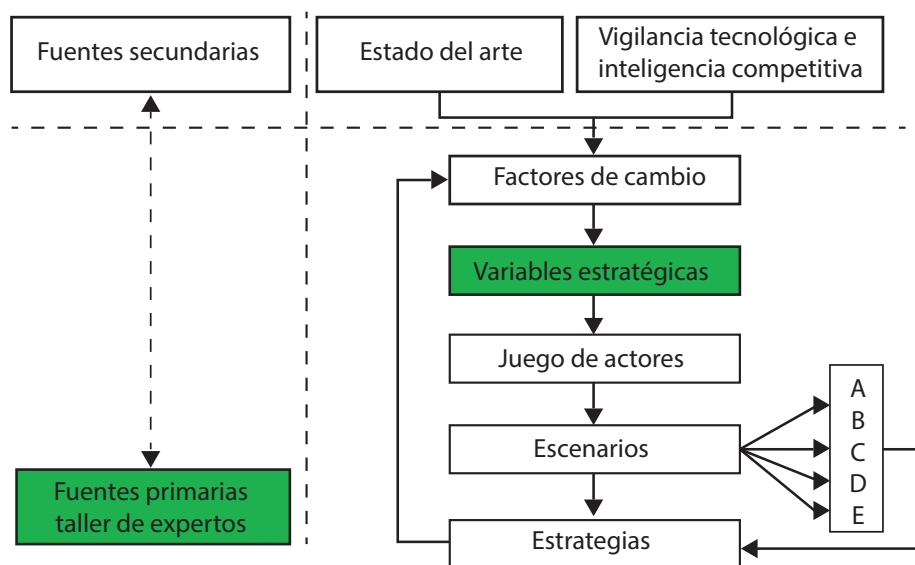 Fuentes secundarias
Estado del arte
Vigilancia tecnológica e
inteligencia competitiva
Factores de cambio
Variables estratégicas
Juego de actores
Escenarios
A
B
C
D
E
Fuentes primarias
taller de expertos
Estrategias